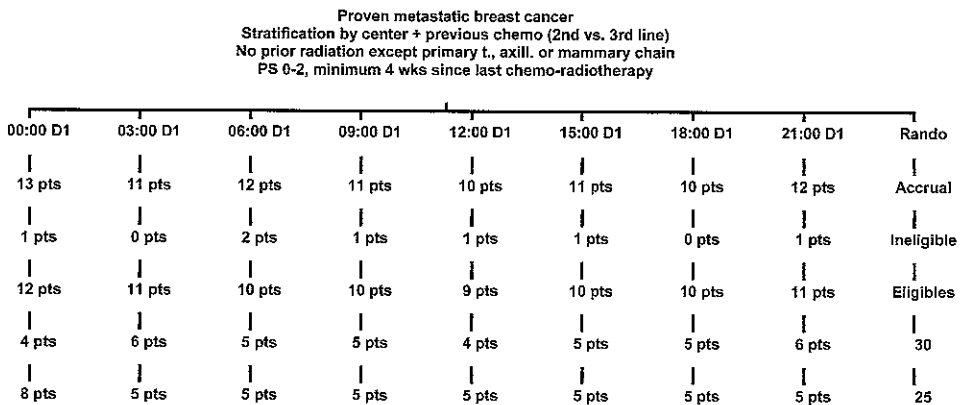 Proven metastatic breast cancer
Stratification by center + previous chemo (2nd vs. 3rd line)
No prior radiation except primary t., axill. or mammary chain
PS 0-2, minimum 4 wks since last chemo-radiotherapy
00:00 D1 03:00 D1 06:00 D1 09:00 D1 12:00 D1 15:00 D1 18:00 D1 21:00 D1 Rando
13 pts 11 pts 12 pts 11 pts 10 pts 11 pts 10 pts 12 pts Accrual
1 pts 0 pts 2 pts 1 pts 1 pts 1 pts 0 pts 1 pts Ineligible
12 pts 11 pts 10 pts 10 pts 9 pts 10 pts 10 pts 11 pts Eligibles
4 pts 6 pts 5 pts 5 pts 4 pts 5 pts 5 pts 6 pts 30
8 pts 5 pts 5 pts 5 pts 5 pts 5 pts 5 pts 5 pts 25